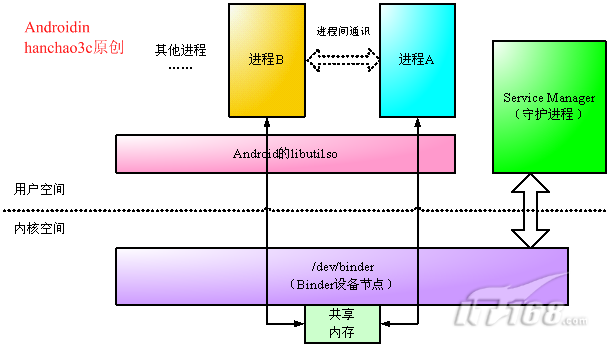 Androidin
hanchao3c原创
其他进程
……
进程B
进程间通iR
进程A
Service Manager
(守护进程)
Android的libutilso
用户空间
内核空间
/dev/binder
(Binder设备节点)
共享
内存
IT168.com